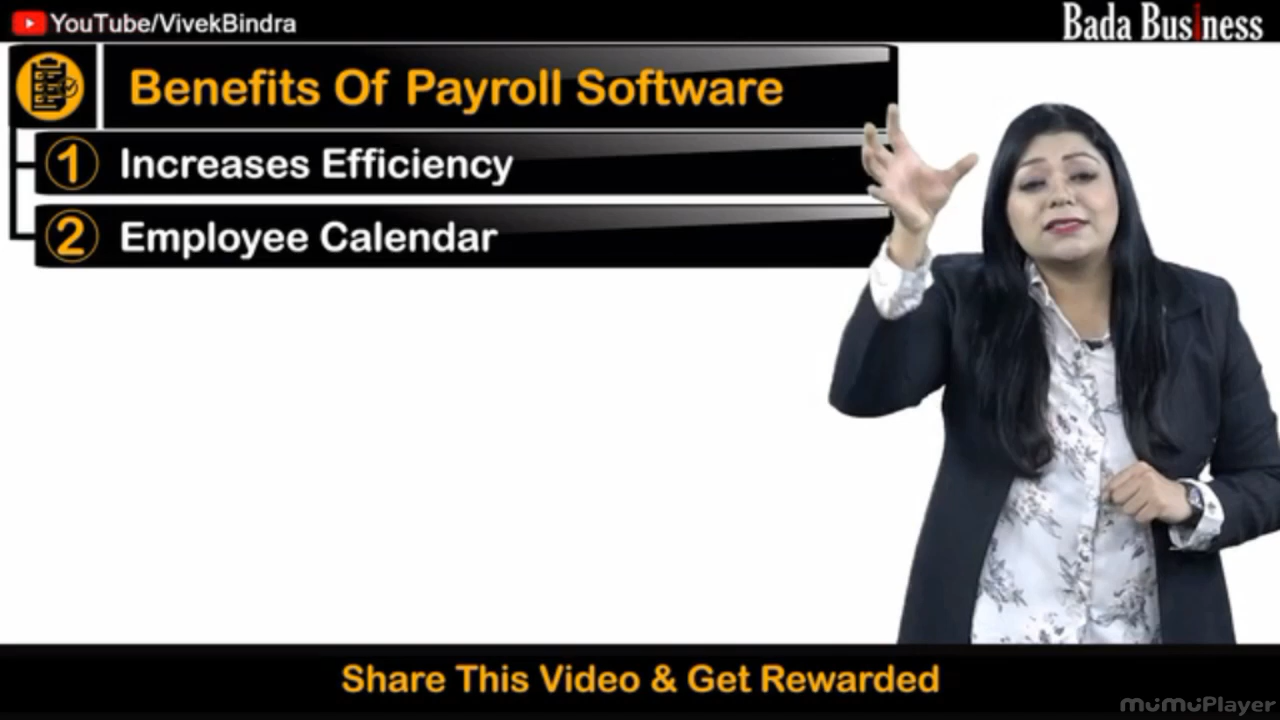 YouTube/VivekBindra
Bada Business
Benefits Of Payroll Software
1 Increases Efficiency
2 Employee Calendar
Share This Video & Get Rewarded
MuMuPlayer